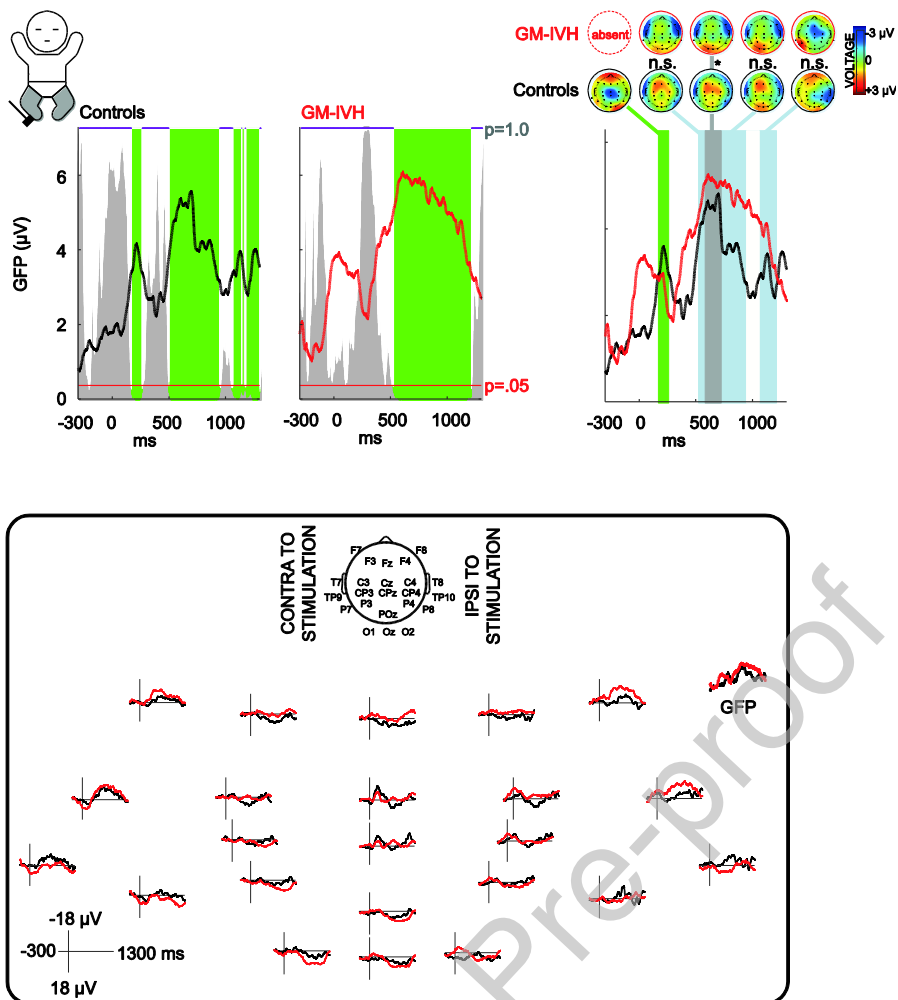 GM-IVH absent -3 µV
n.s. * n.s. n.s. VOLTAGE 0
Controls +3 µV
Controls GM-IVH p=1.0
GFP (µV)
6
4
2
0
p=.05
-300 0 500 1000
ms
-300 0 500 1000
ms
-300 0 500 1000
ms
CONTRA TO
STIMULATION
IPSI TO
STIMULATION
F7 F8
F3 Fz F4
T7 C3 Cz C4 T8
TP9 CP3 CPz CP4 TP10
P7 P3 P4 P8
POz
O1 Oz O2
GFP
-18 µV
-300 1300 ms
18 µV
Pre-proof